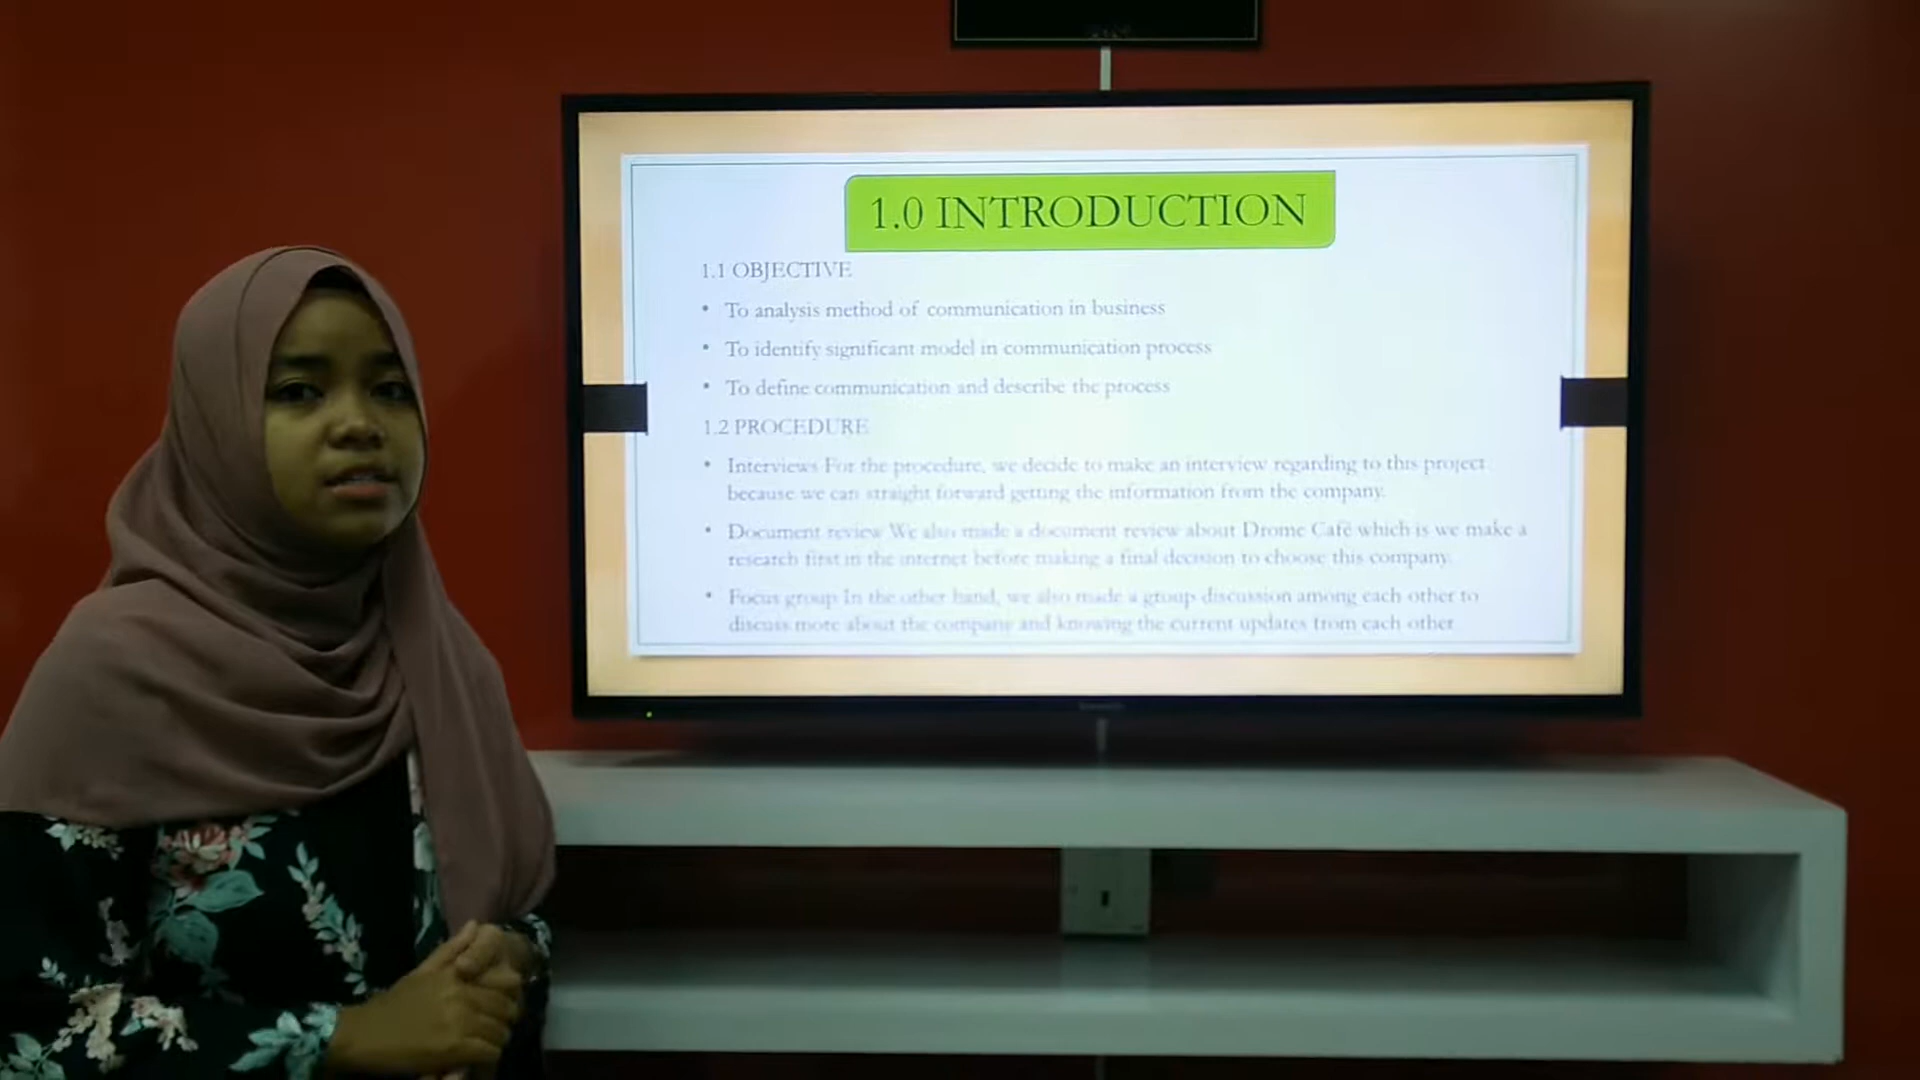 1.0 INTRODUCTION
1.1 OBJECTIVE
• To analysis method of communication in business
• To identify significant model in communication process
• To define communication and describe the process
1.2 PROCEDURE
• Interviews For the procedure, we decide to make an interview regarding to this project
because we can straight forward getting the information from the company.
• Document review We also made a document review about Drome Café which is we make a
research first in the internet before making a final decision to choose this company.
• Focus group In the other hand, we also made a group discussion among each other to
discuss more about the company and knowing the current updates from each other